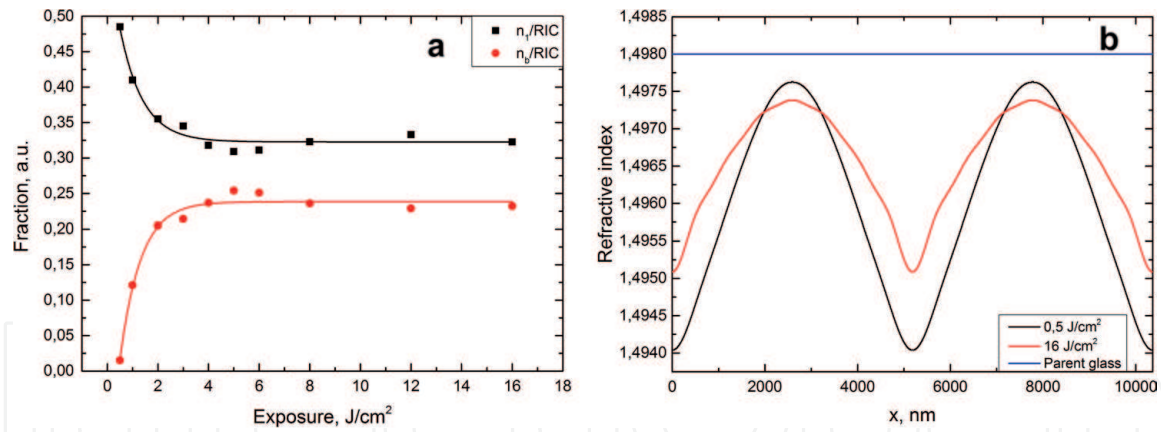 a
n₁/RIC
n_b/RIC
0,50
0,45
0,40
0,35
0,30
0,25
0,20
0,15
0,10
0,05
0,00
Fraction, a.u.
0 2 4 6 8 10 12 14 16 18
Exposure, J/cm²
b
1,4985
1,4980
1,4975
1,4970
1,4965
1,4960
1,4955
1,4950
1,4945
1,4940
Refractive index
0,5 J/cm²
16 J/cm²
Parent glass
0 2000 4000 6000 8000 10000
x, nm